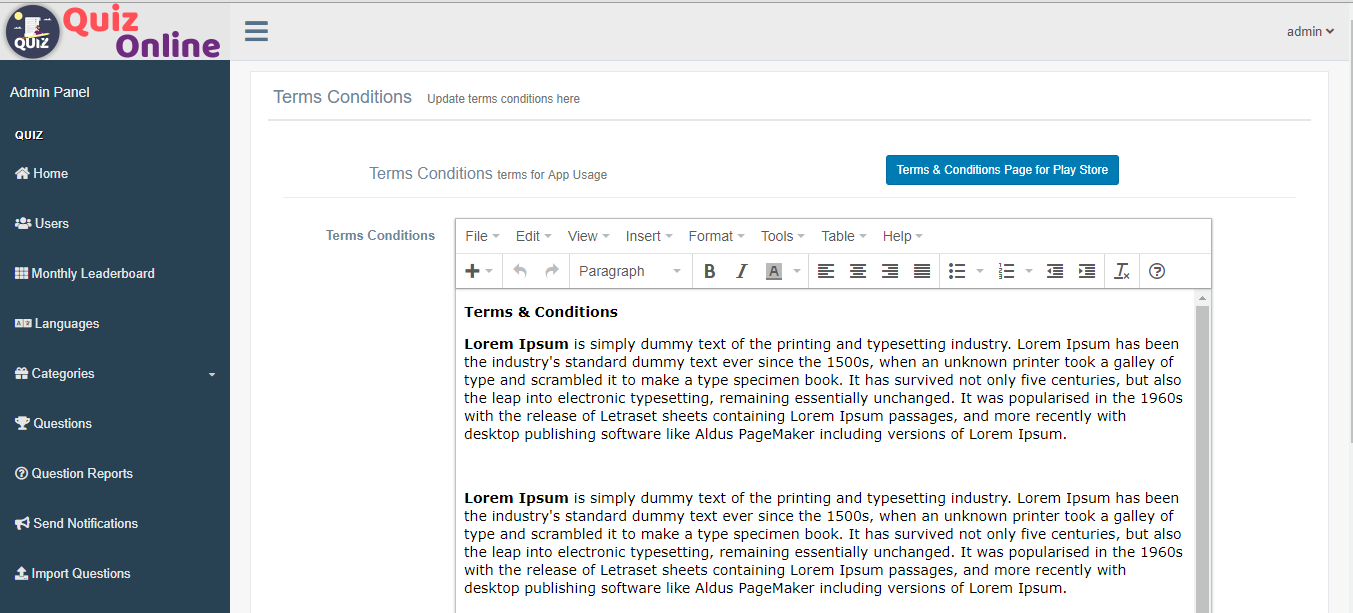 QUIZ
Quiz
Online
admin
Admin Panel
QUIZ
Home
Users
Monthly Leaderboard
Languages
Categories
Questions
Question Reports
Send Notifications
Import Questions
Terms Conditions Update terms conditions here
Terms Conditions terms for App Usage
Terms & Conditions Page for Play Store
Terms Conditions
File Edit View Insert Format Tools Table Help
Paragraph B I A
Terms & Conditions
Lorem Ipsum is simply dummy text of the printing and typesetting industry. Lorem Ipsum has been
the industry's standard dummy text ever since the 1500s, when an unknown printer took a galley of
type and scrambled it to make a type specimen book. It has survived not only five centuries, but also
the leap into electronic typesetting, remaining essentially unchanged. It was popularised in the 1960s
with the release of Letraset sheets containing Lorem Ipsum passages, and more recently with
desktop publishing software like Aldus PageMaker including versions of Lorem Ipsum.
Lorem Ipsum is simply dummy text of the printing and typesetting industry. Lorem Ipsum has been
the industry's standard dummy text ever since the 1500s, when an unknown printer took a galley of
type and scrambled it to make a type specimen book. It has survived not only five centuries, but also
the leap into electronic typesetting, remaining essentially unchanged. It was popularised in the 1960s
with the release of Letraset sheets containing Lorem Ipsum passages, and more recently with
desktop publishing software like Aldus PageMaker including versions of Lorem Ipsum.